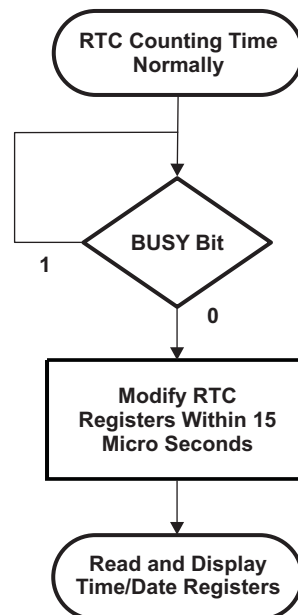 RTC Counting Time
Normally
BUSY Bit
1
0
Modify RTC
Registers Within 15
Micro Seconds
Read and Display
Time/Date Registers